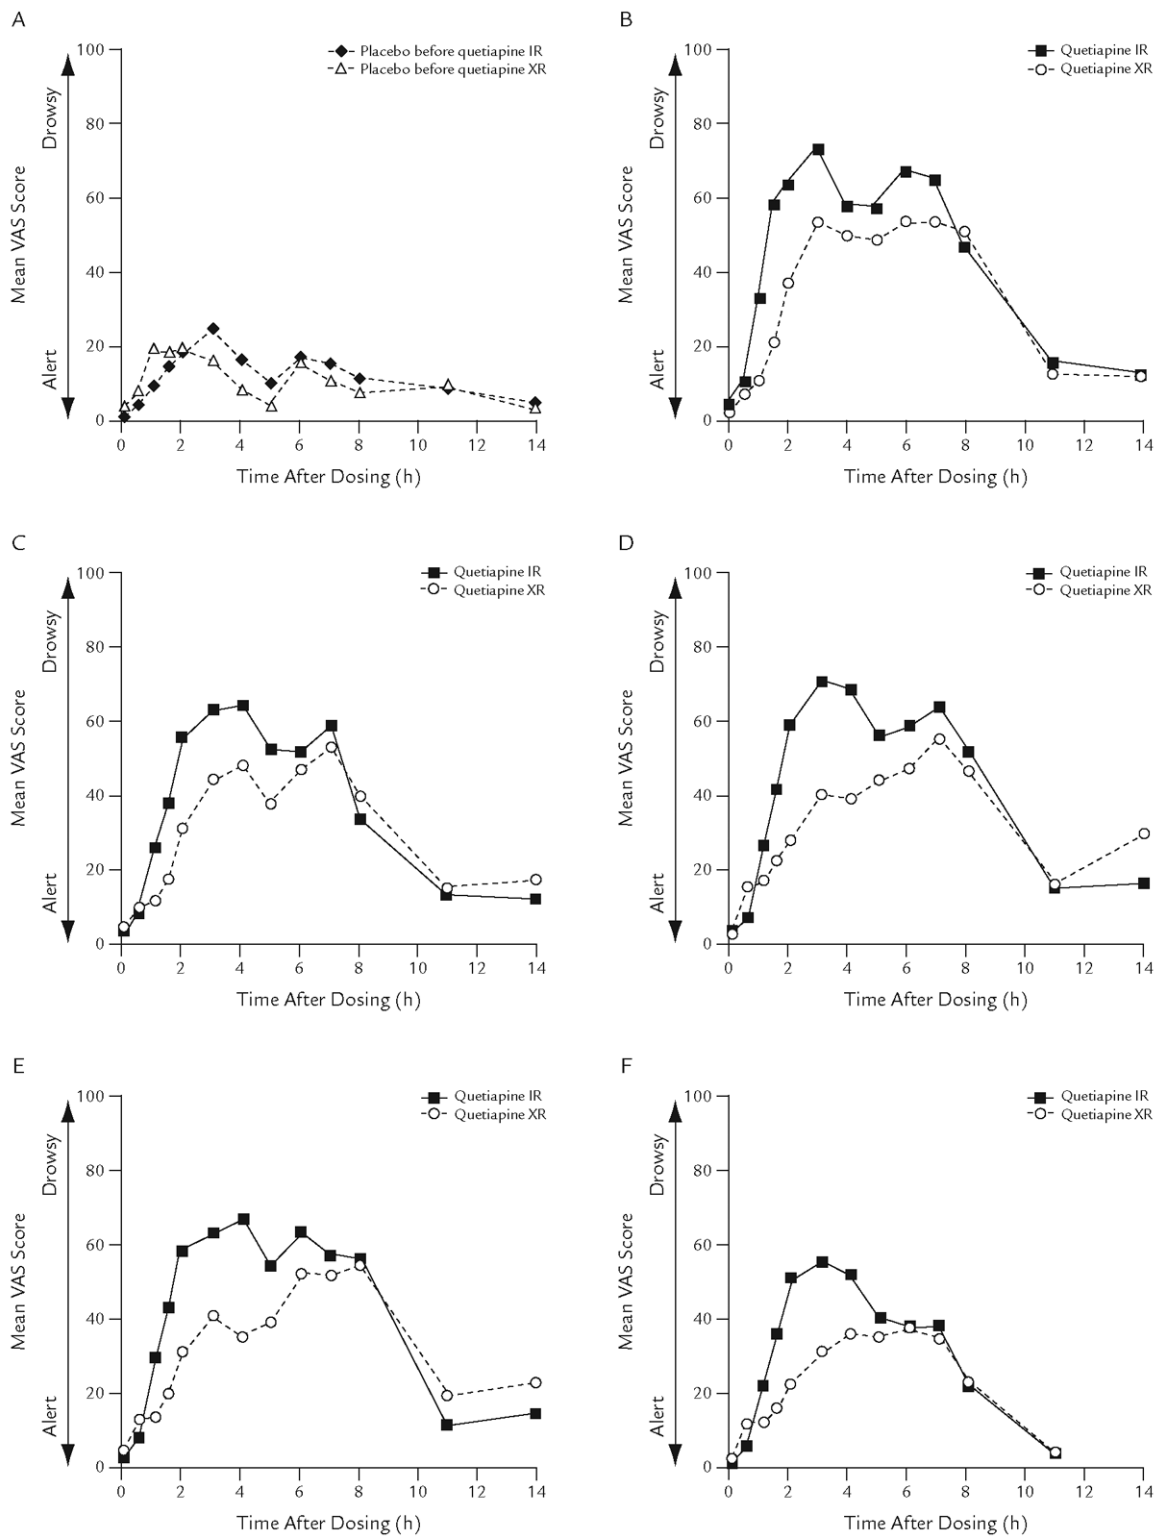 A
100
80
60
40
20
0
Drowsy
Mean VAS Score
Alert
Placebo before quetiapine IR
Placebo before quetiapine XR
0 2 4 6 8 10 12 14
Time After Dosing (h)
B
100
80
60
40
20
0
Drowsy
Mean VAS Score
Alert
Quetiapine IR
Quetiapine XR
0 2 4 6 8 10 12 14
Time After Dosing (h)
C
100
80
60
40
20
0
Drowsy
Mean VAS Score
Alert
Quetiapine IR
Quetiapine XR
0 2 4 6 8 10 12 14
Time After Dosing (h)
D
100
80
60
40
20
0
Drowsy
Mean VAS Score
Alert
Quetiapine IR
Quetiapine XR
0 2 4 6 8 10 12 14
Time After Dosing (h)
E
100
80
60
40
20
0
Drowsy
Mean VAS Score
Alert
Quetiapine IR
Quetiapine XR
0 2 4 6 8 10 12 14
Time After Dosing (h)
F
100
80
60
40
20
0
Drowsy
Mean VAS Score
Alert
Quetiapine IR
Quetiapine XR
0 2 4 6 8 10 12 14
Time After Dosing (h)